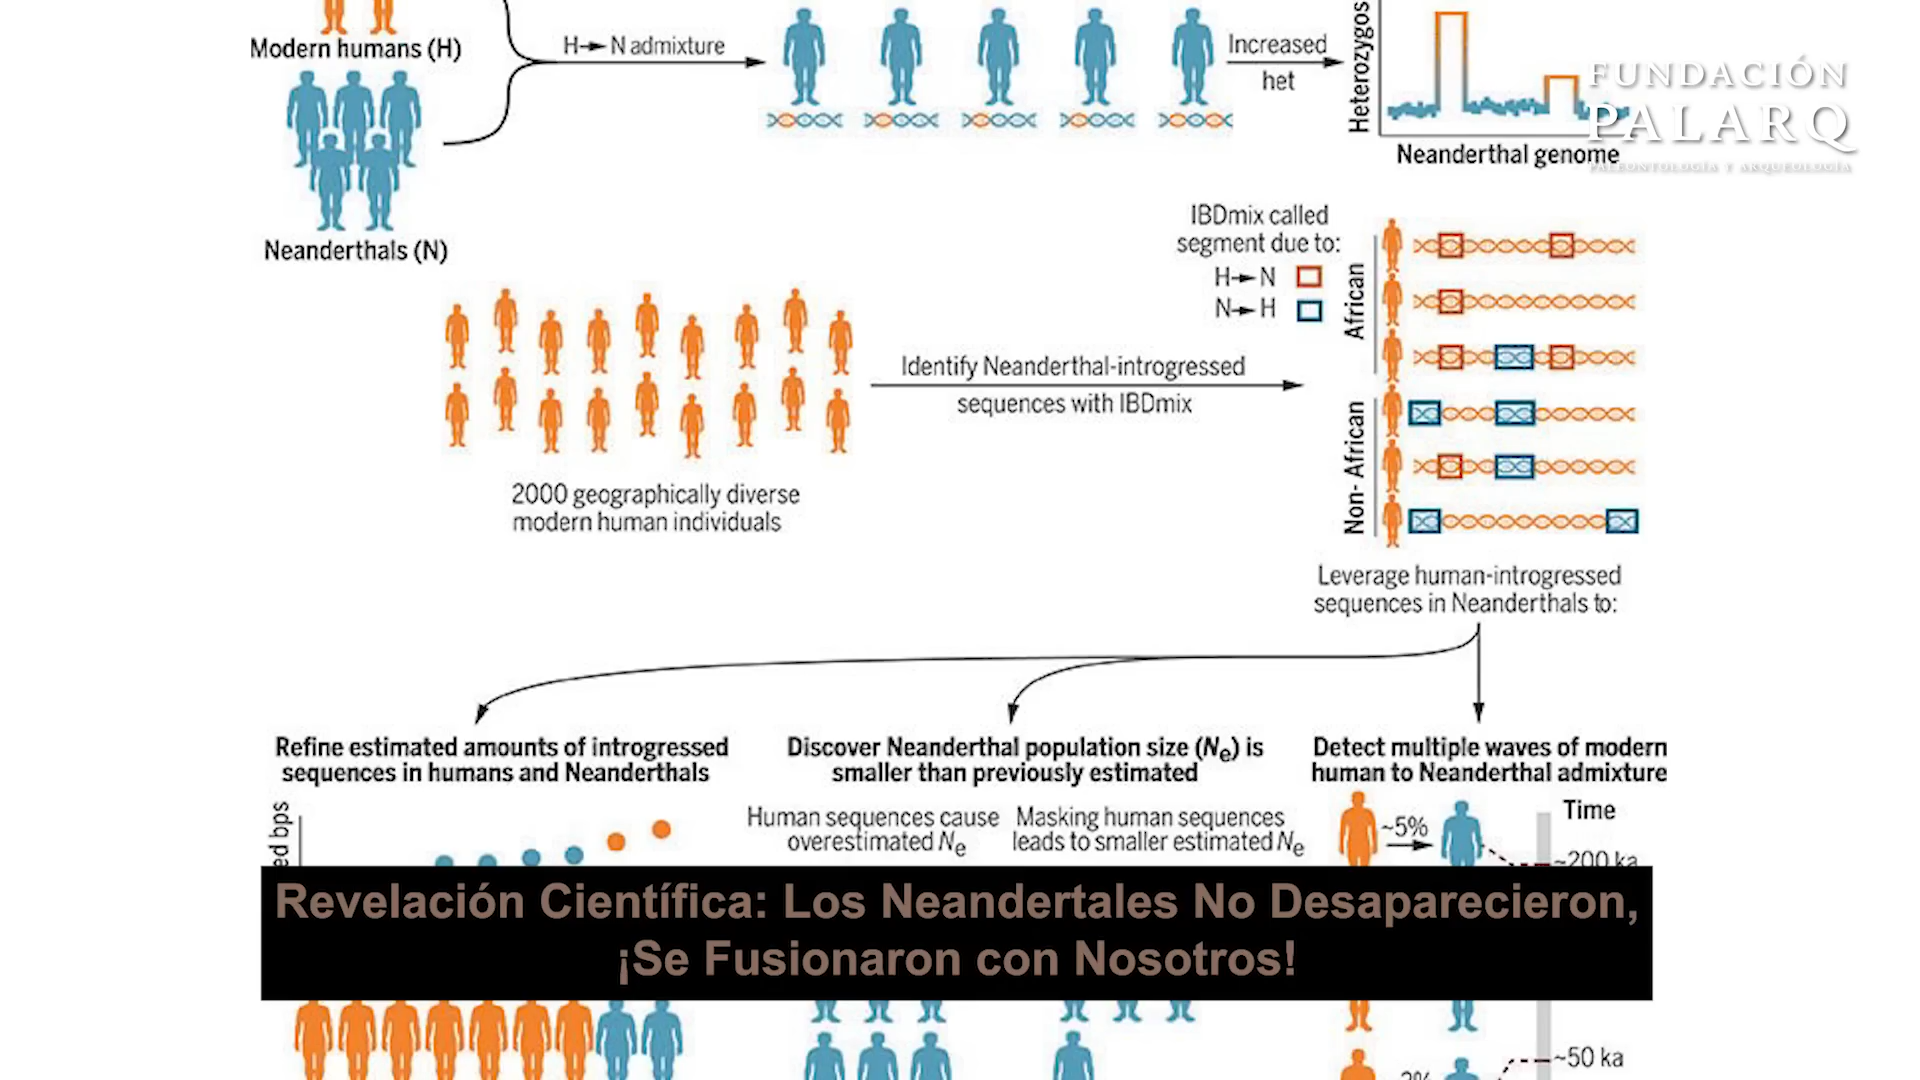 Modern humans (H)
H→N admixture
Increased
het
Heterozygos
Neanderthal genome
FUNDACIÓN
PALARQ
PALEONTOLOGÍA Y ARQUEOLOGÍA
Neanderthals (N)
IBDmix called
segment due to:
H→N
N→H
African
Non-African
Identify Neanderthal-introgressed
sequences with IBDmix
2000 geographically diverse
modern human individuals
Leverage human-introgressed
sequences in Neanderthals to:
Refine estimated amounts of introgressed
sequences in humans and Neanderthals
Discover Neanderthal population size (Ne) is
smaller than previously estimated
Detect multiple waves of modern
human to Neanderthal admixture
ed bps
Human sequences cause
overestimated Ne
Masking human sequences
leads to smaller estimated Ne
Time
~5%
~200 ka
Revelación Científica: Los Neandertales No Desaparecieron,
¡Se Fusionaron con Nosotros!
~50 ka